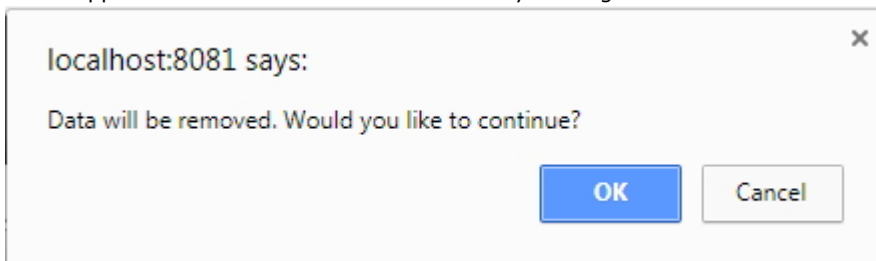 localhost:8081 says:
Data will be removed. Would you like to continue?
OK
Cancel